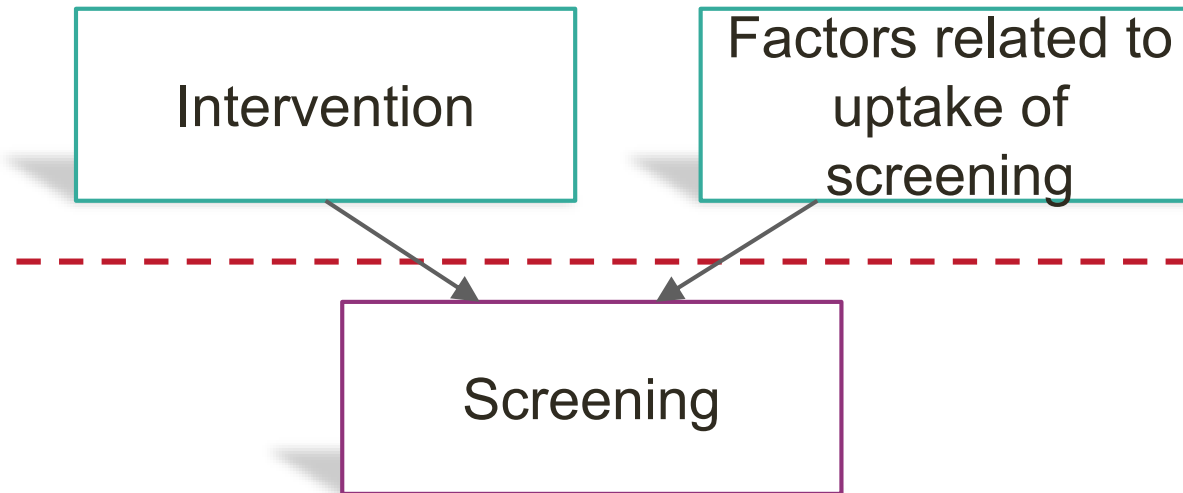 Intervention
Factors related to
uptake of
screening
Screening